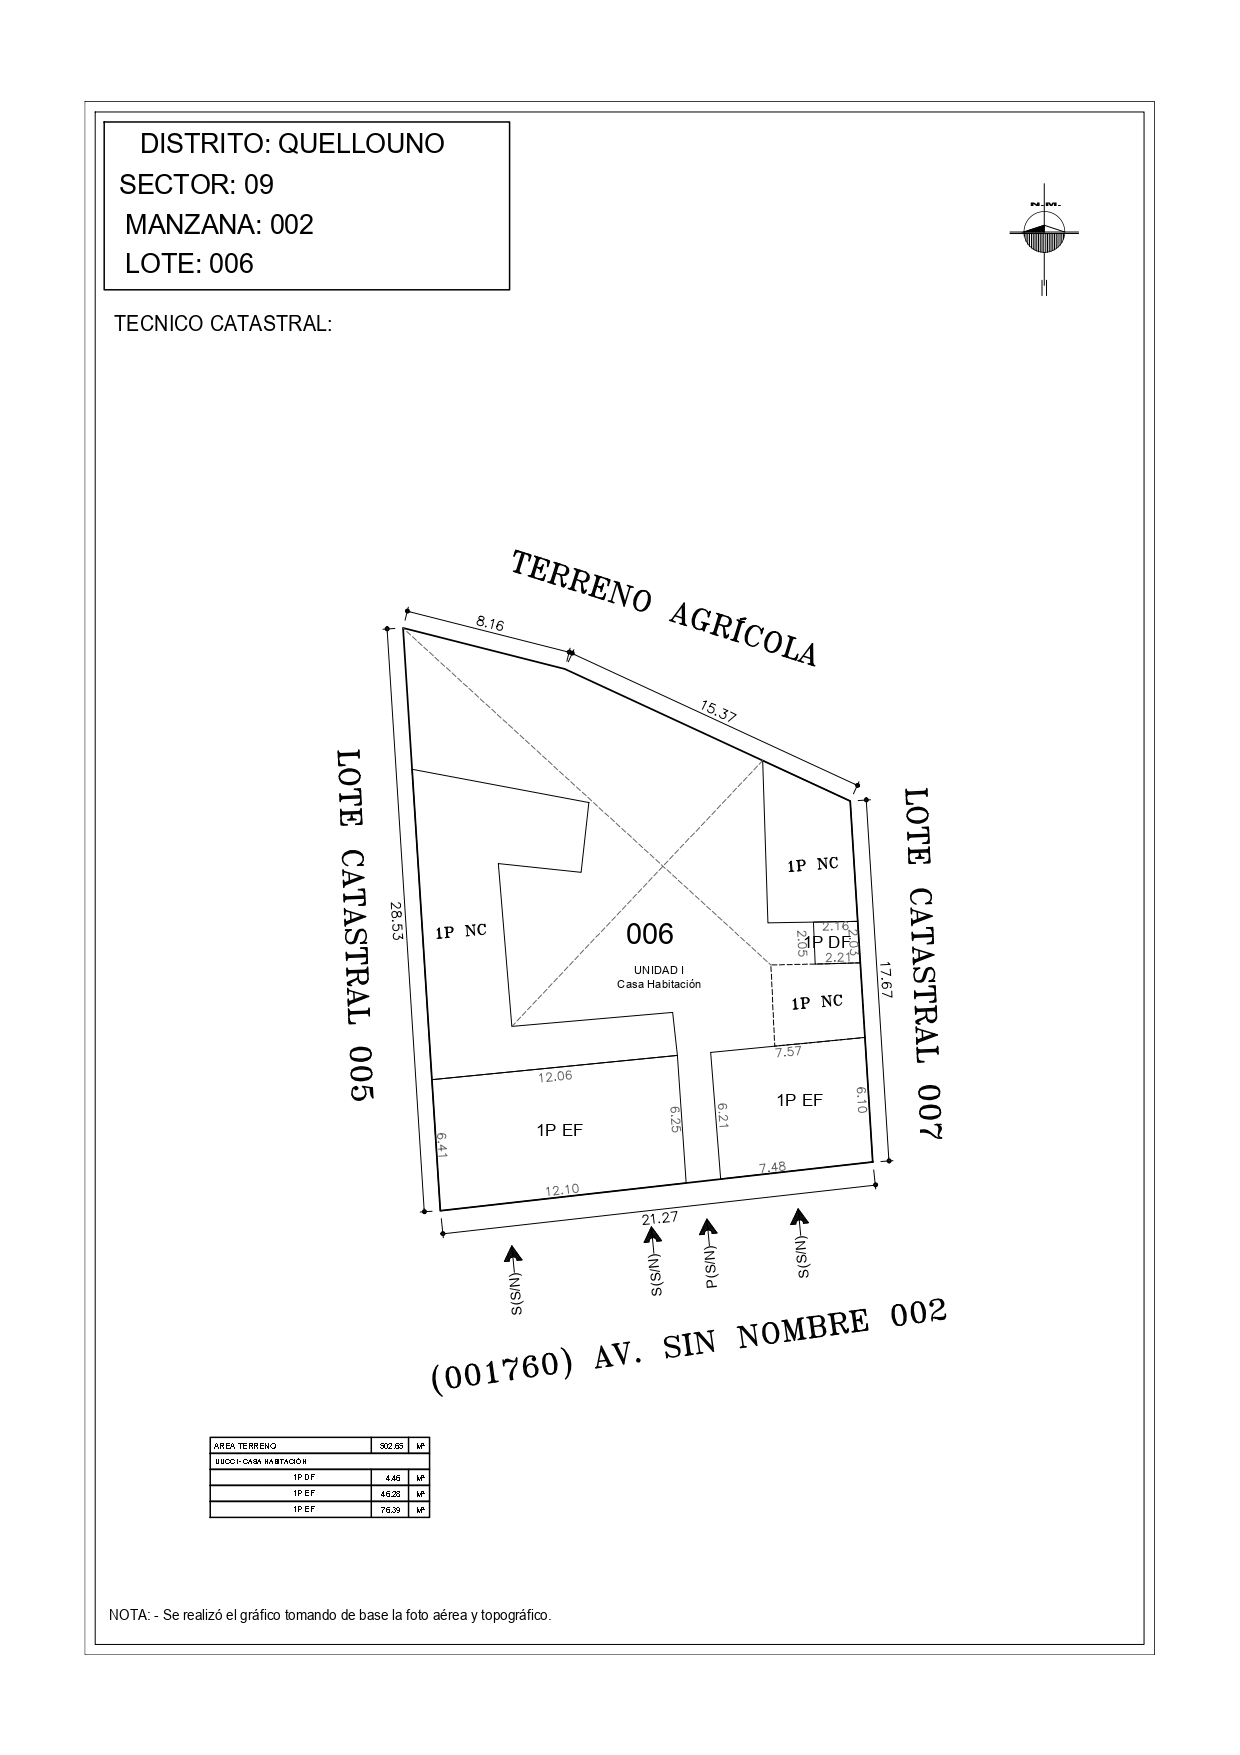 DISTRITO: QUELLOUNO
SECTOR: 09
MANZANA: 002
LOTE: 006
N.M.
TECNICO CATASTRAL:
TERRENO AGRÍCOLA
8.16
15.37
LOTE CATASTRAL 005
28.53
LOTE CATASTRAL 007
17.67
1P NC
1P NC
2.16
2.05
1P DF
2.03
2.21
006
UNIDAD I
Casa Habitación
1P NC
7.57
12.06
1P EF
6.10
6.21
6.25
1P EF
6.41
7.48
12.10
21.27
S(S/N)
S(S/N)
P(S/N)
S(S/N)
(001760) AV. SIN NOMBRE 002
AREA TERRENO 302.65 M²
UUCC I - CASA HABITACIÓN
1P DF 4.46 M²
1P EF 46.28 M²
1P EF 76.39 M²
NOTA: - Se realizó el gráfico tomando de base la foto aérea y topográfico.